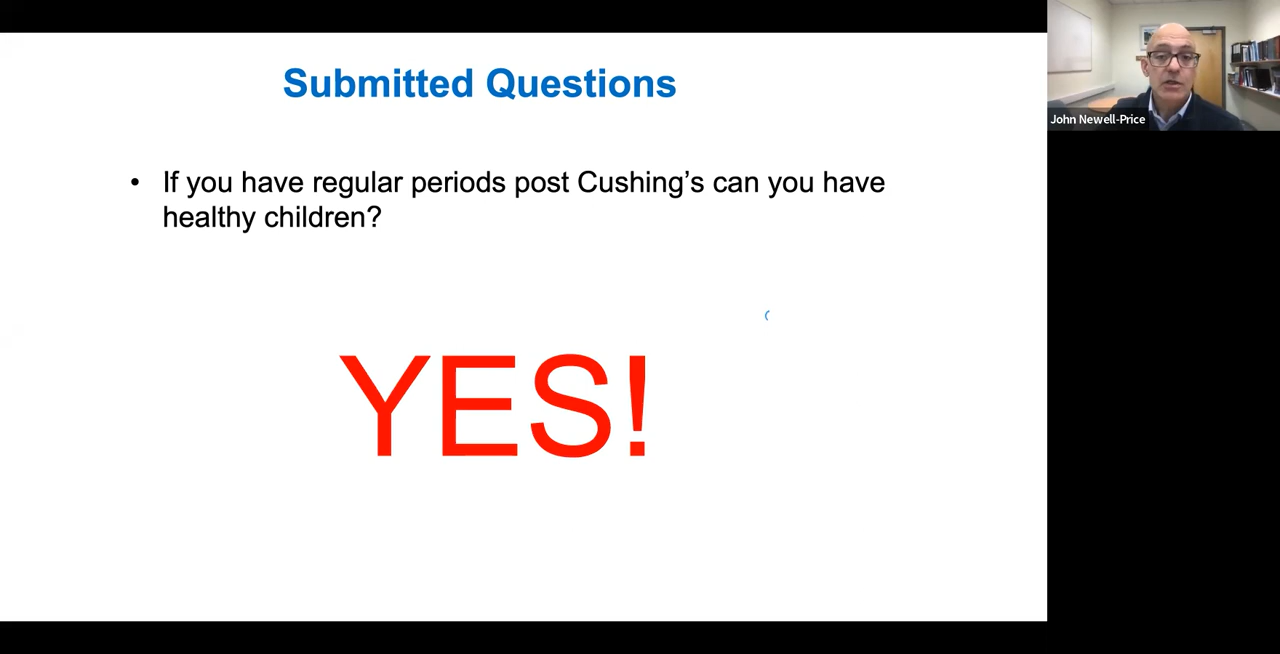 Submitted Questions
• If you have regular periods post Cushing’s can you have
healthy children?
YES!
John Newell-Price